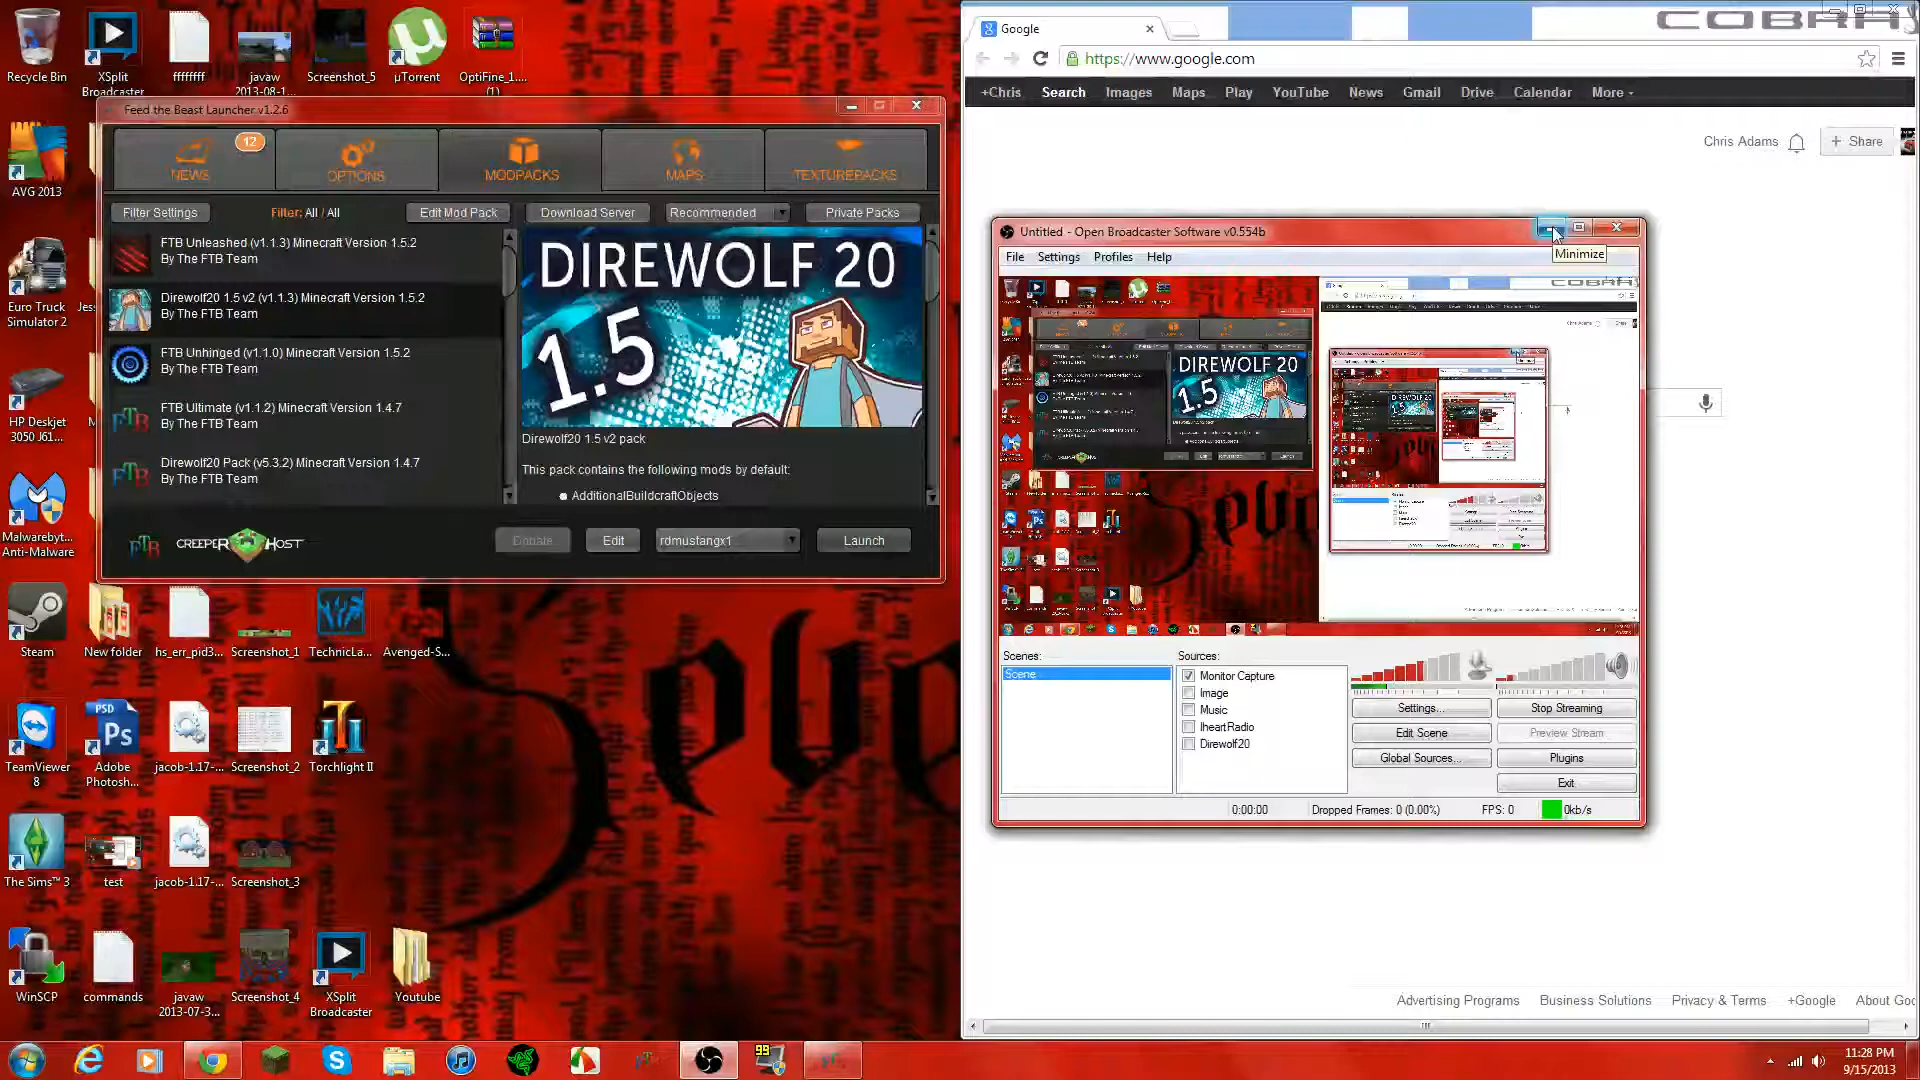 Recycle Bin
XSplit
Broadcaster
ffffffff
javaw
2013-08-1...
Screenshot_5
µTorrent
OptiFine_1....
(1)
AVG 2013
Euro Truck
Simulator 2
Jess
HP Deskjet
3050 J61...
Malwarebyt...
Anti-Malware
Steam
New folder
hs_err_pid3...
Screenshot_1
TechnicLa...
Avenged-S...
TeamViewer
8
Adobe
Photosh...
jacob-1.17-...
Screenshot_2
Torchlight II
The Sims™ 3
test
jacob-1.17-...
Screenshot_3
WinSCP
commands
javaw
2013-07-3...
Screenshot_4
XSplit
Broadcaster
Youtube
Feed the Beast Launcher v1.2.6
NEWS
12
OPTIONS
MODPACKS
MAPS
TEXTUREPACKS
Filter Settings
Filter: All / All
Edit Mod Pack
Download Server
Recommended
Private Packs
FTB Unleashed (v1.1.3) Minecraft Version 1.5.2
By The FTB Team
Direwolf20 1.5 v2 (v1.1.3) Minecraft Version 1.5.2
By The FTB Team
FTB Unhinged (v1.1.0) Minecraft Version 1.5.2
By The FTB Team
FTB Ultimate (v1.1.2) Minecraft Version 1.4.7
By The FTB Team
Direwolf20 Pack (v5.3.2) Minecraft Version 1.4.7
By The FTB Team
DIREWOLF 20
1.5
Direwolf20 1.5 v2 pack
This pack contains the following mods by default:
AdditionalBuildcraftObjects
FTB
CREEPER HOST
Donate
Edit
rdmustangx1
Launch
COBRA
Google
https://www.google.com
+Chris
Search
Images
Maps
Play
YouTube
News
Gmail
Drive
Calendar
More
Chris Adams
+ Share
Untitled - Open Broadcaster Software v0.554b
Minimize
File
Settings
Profiles
Help
Scenes:
Scene
Sources:
Monitor Capture
Image
Music
IheartRadio
Direwolf20
Settings...
Stop Streaming
Edit Scene
Preview Stream
Global Sources...
Plugins
Exit
0:00:00
Dropped Frames: 0 (0.00%)
FPS: 0
0kb/s
Advertising Programs
Business Solutions
Privacy & Terms
+Google
About Goo
99
11:28 PM
9/15/2013